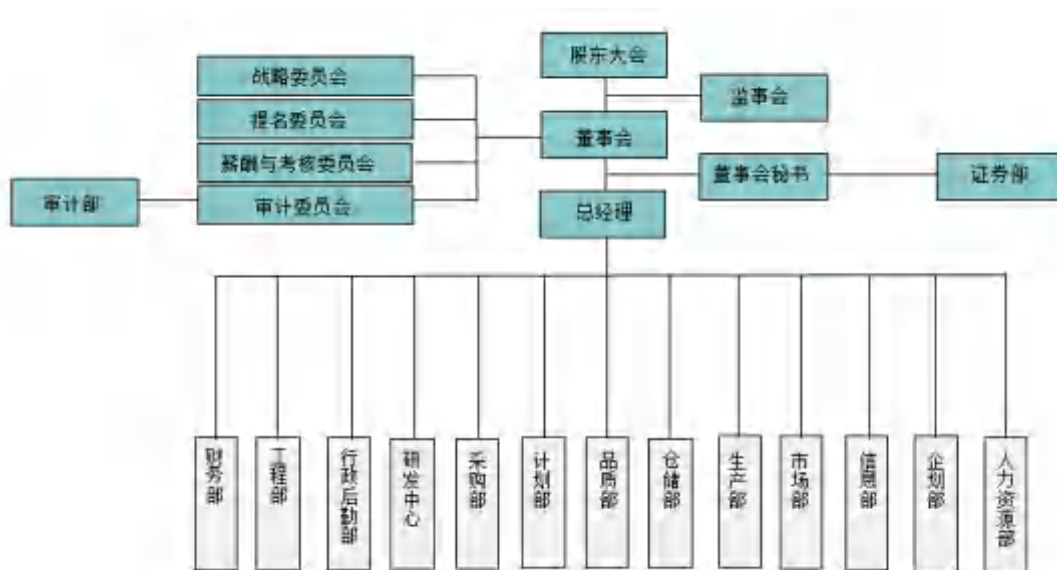 股东大会
战略委员会
监事会
提名委员会
董事会
薪酬与考核委员会
董事会秘书
证券部
审计部
审计委员会
总经理
财务部
工程部
行政后勤部
研发中心
采购部
计划部
品质部
仓储部
生产部
市场部
信息部
企划部
人力资源部